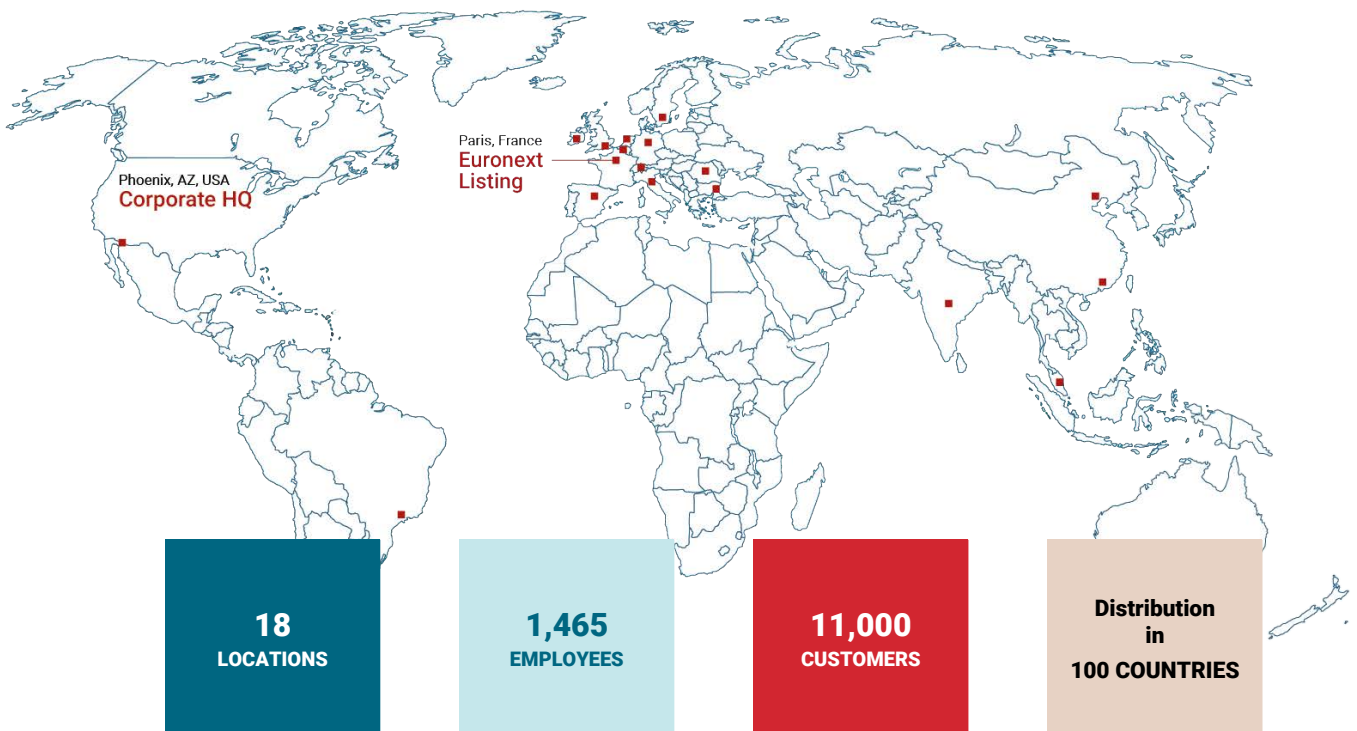 Paris, France
Euronext
Listing
Phoenix, AZ, USA
Corporate HQ
18
LOCATIONS
1,465
EMPLOYEES
11,000
CUSTOMERS
Distribution
in
100 COUNTRIES